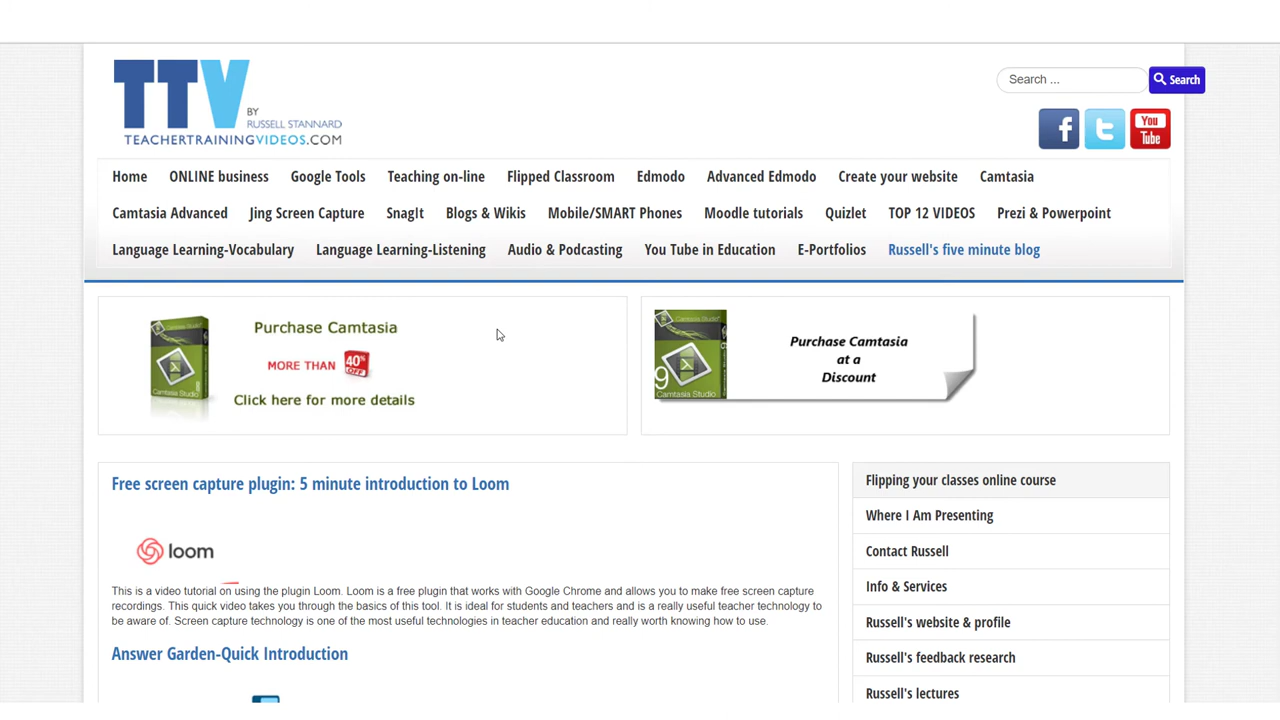 TTV
BY
RUSSELL STANNARD
TEACHERTRAININGVIDEOS.COM
Search ...
Search
f
t
You
Tube
Home ONLINE business Google Tools Teaching on-line Flipped Classroom Edmodo Advanced Edmodo Create your website Camtasia
Camtasia Advanced Jing Screen Capture SnagIt Blogs & Wikis Mobile/SMART Phones Moodle tutorials Quizlet TOP 12 VIDEOS Prezi & Powerpoint
Language Learning-Vocabulary Language Learning-Listening Audio & Podcasting You Tube in Education E-Portfolios Russell's five minute blog
Purchase Camtasia
MORE THAN 40% OFF
Click here for more details
Camtasia Studio
Purchase Camtasia
at a
Discount
9
Camtasia Studio
Free screen capture plugin: 5 minute introduction to Loom
loom
This is a video tutorial on using the plugin Loom. Loom is a free plugin that works with Google Chrome and allows you to make free screen capture
recordings. This quick video takes you through the basics of this tool. It is ideal for students and teachers and is a really useful teacher technology to
be aware of. Screen capture technology is one of the most useful technologies in teacher education and really worth knowing how to use.
Answer Garden-Quick Introduction
Flipping your classes online course
Where I Am Presenting
Contact Russell
Info & Services
Russell's website & profile
Russell's feedback research
Russell's lectures